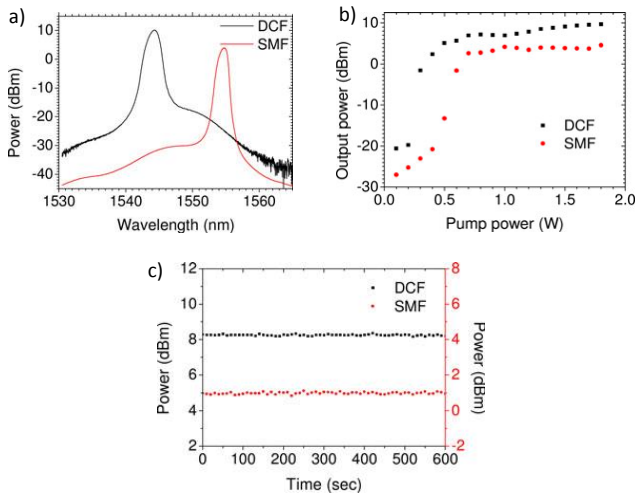 a)
DCF
SMF
Power (dBm)
10
0
-10
-20
-30
-40
1530 1540 1550 1560
Wavelength (nm)
b)
Output power (dBm)
10
0
-10
-20
-30
DCF
SMF
0.0 0.5 1.0 1.5 2.0
Pump power (W)
c)
Power (dBm)
12
10
8
6
4
2
DCF
SMF
8
6
4
2
0
-2
Power (dBm)
0 100 200 300 400 500 600
Time (sec)